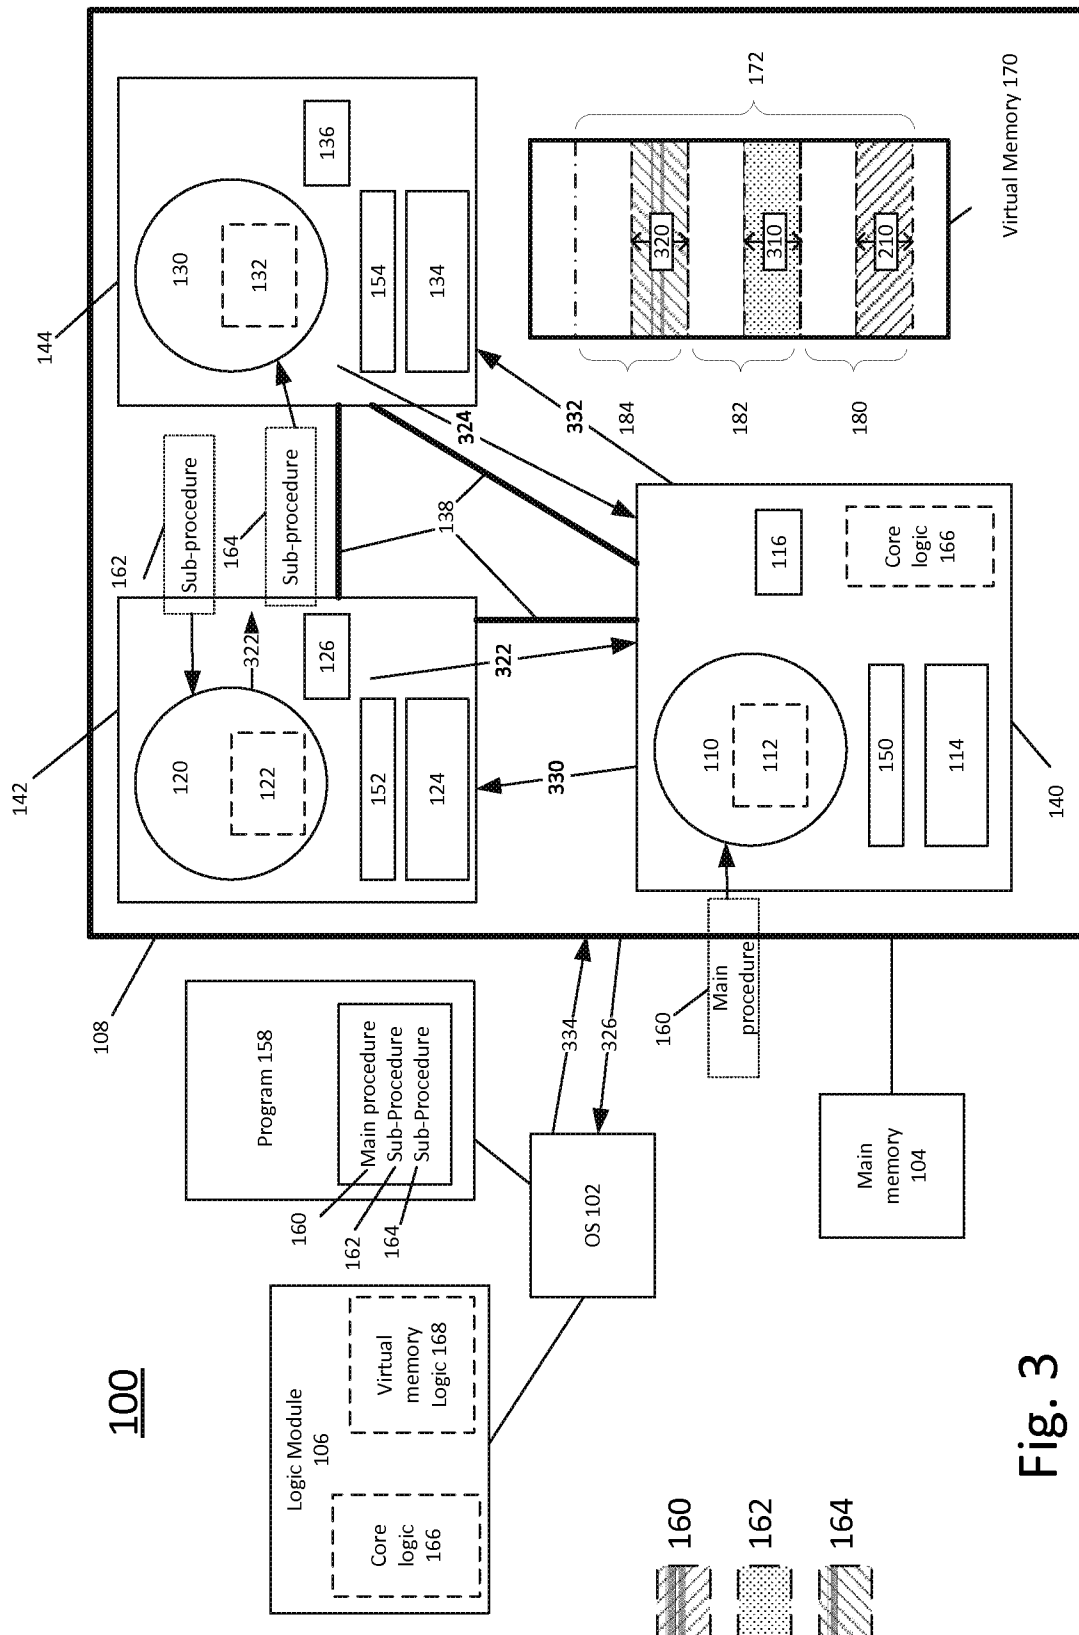 100
Logic Module
106
Core
logic
166
Virtual
memory
Logic 168
Program 158
Main procedure
Sub-Procedure
Sub-Procedure
160
162
164
OS 102
334
326
Main
memory
104
108
142
120
122
126
152
124
322
162
Sub-procedure
164
Sub-procedure
144
130
132
136
154
134
138
324
332
322
330
160
Main
procedure
110
112
116
150
114
Core
logic
166
140
172
184
182
180
320
310
210
Virtual Memory 170
160
162
164
Fig. 3